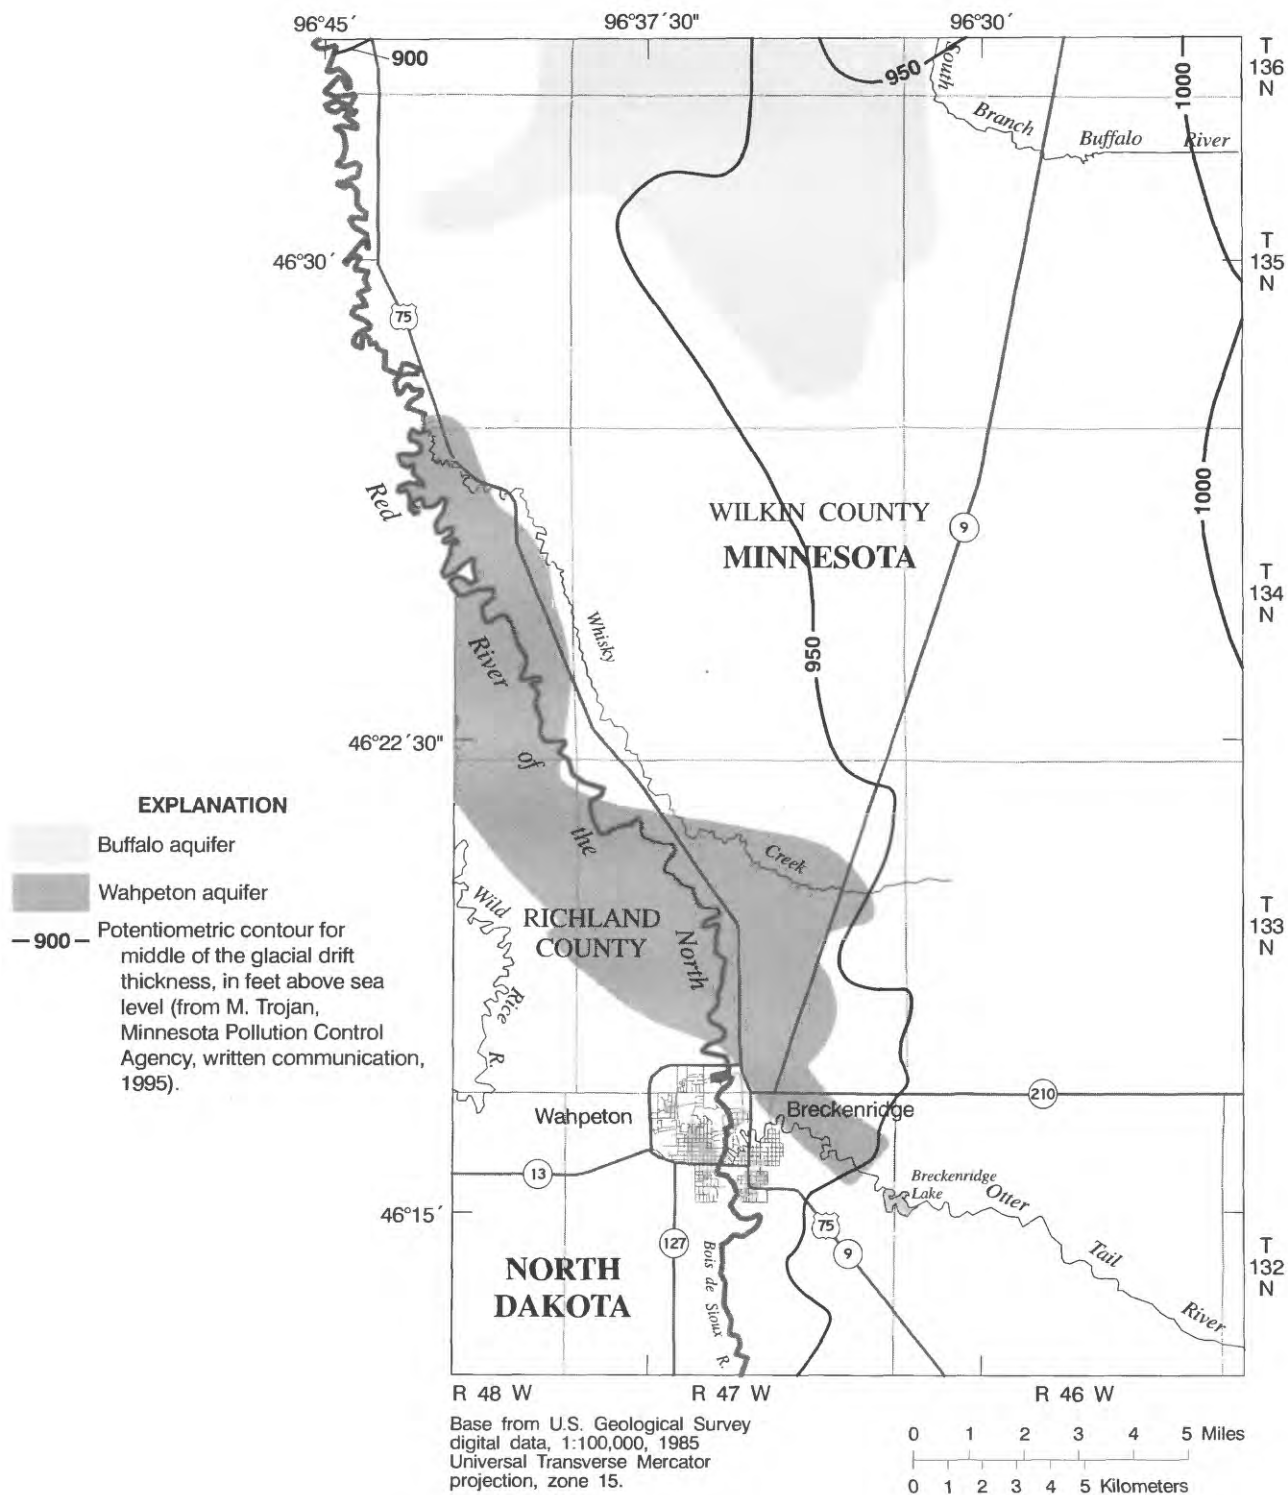 96°45′
96°37′30"
96°30′
900
950
1000
T
136
N
South
Branch
Buffalo
River
46°30′
T
135
N
75
Red
River
of
the
North
WILKIN COUNTY
MINNESOTA
9
1000
T
134
N
Whisky
950
46°22′30"
EXPLANATION
Buffalo aquifer
Wahpeton aquifer
900
Potentiometric contour for
middle of the glacial drift
thickness, in feet above sea
level (from M. Trojan,
Minnesota Pollution Control
Agency, written communication,
1995).
Creek
Wild
Rice
R.
RICHLAND
COUNTY
T
133
N
Wahpeton
Breckenridge
210
13
Breckenridge
Lake
Otter
Tail
River
46°15′
127
75
9
Bois de Sioux R.
NORTH
DAKOTA
T
132
N
R 48 W
R 47 W
R 46 W
Base from U.S. Geological Survey
digital data, 1:100,000, 1985
Universal Transverse Mercator
projection, zone 15.
0 1 2 3 4 5 Miles
0 1 2 3 4 5 Kilometers